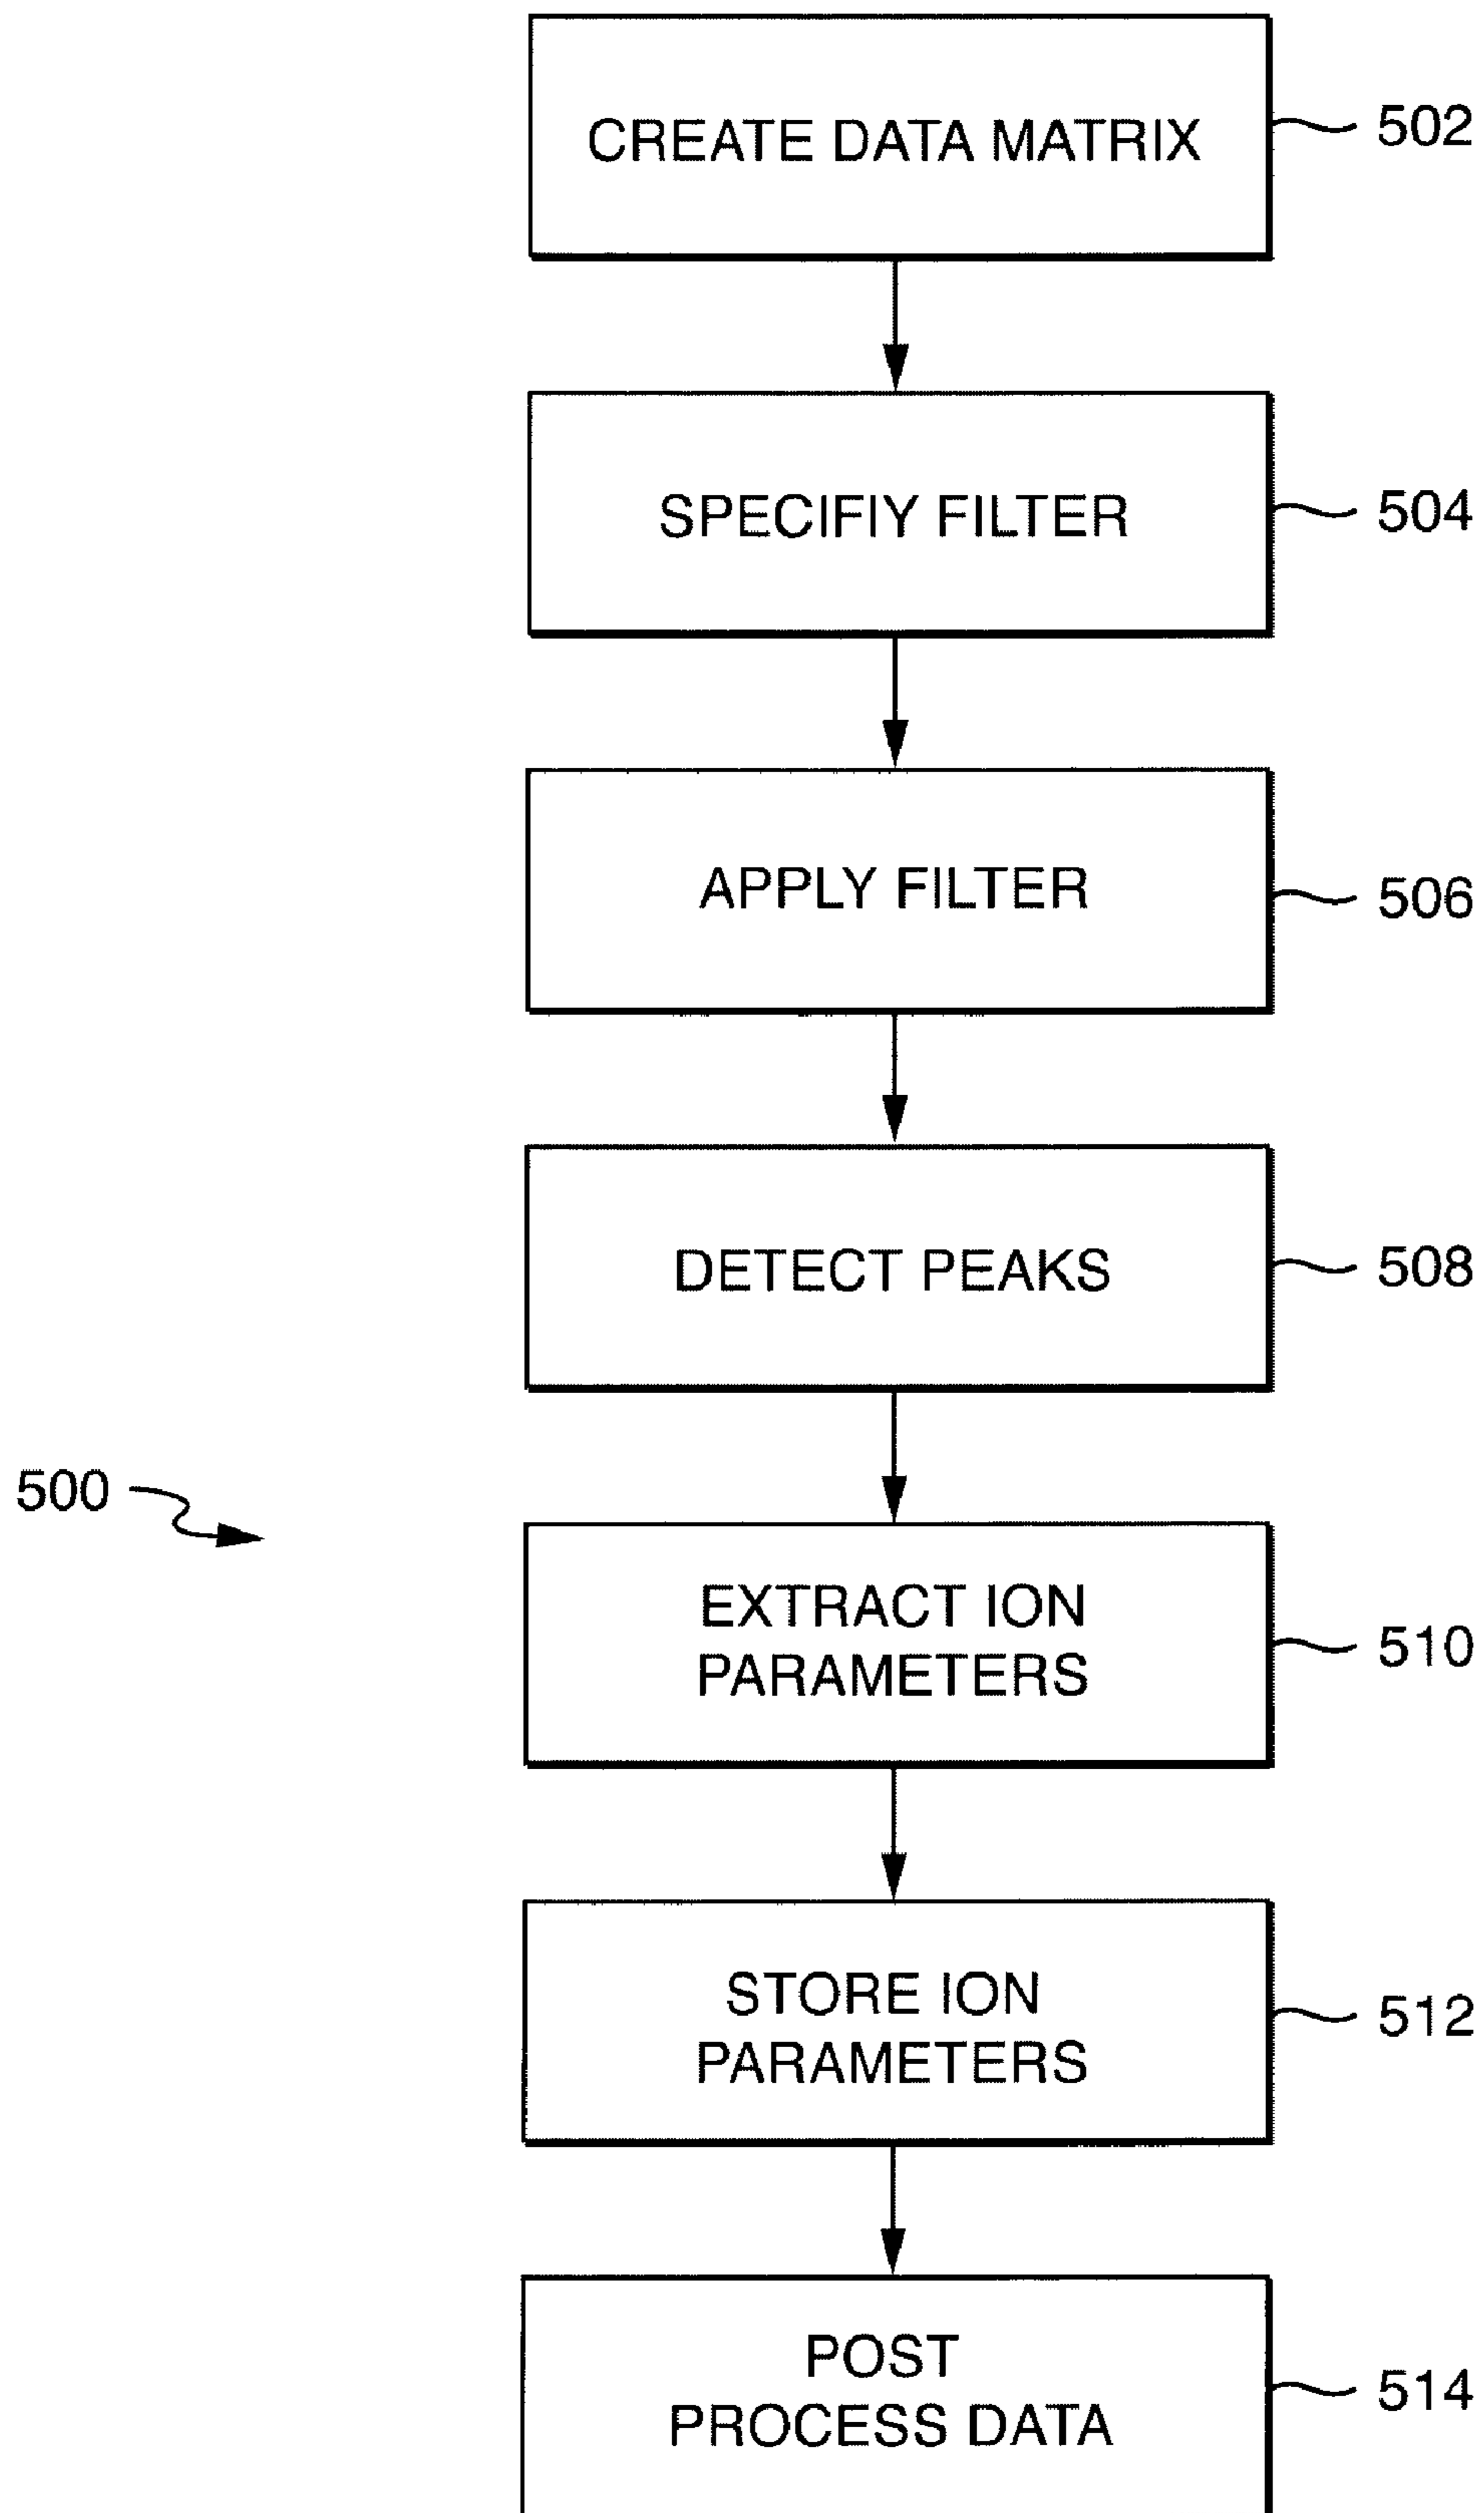 CREATE DATA MATRIX
502
SPECIFIY FILTER
504
APPLY FILTER
506
DETECT PEAKS
508
500
EXTRACT ION
PARAMETERS
510
STORE ION
PARAMETERS
512
POST
PROCESS DATA
514